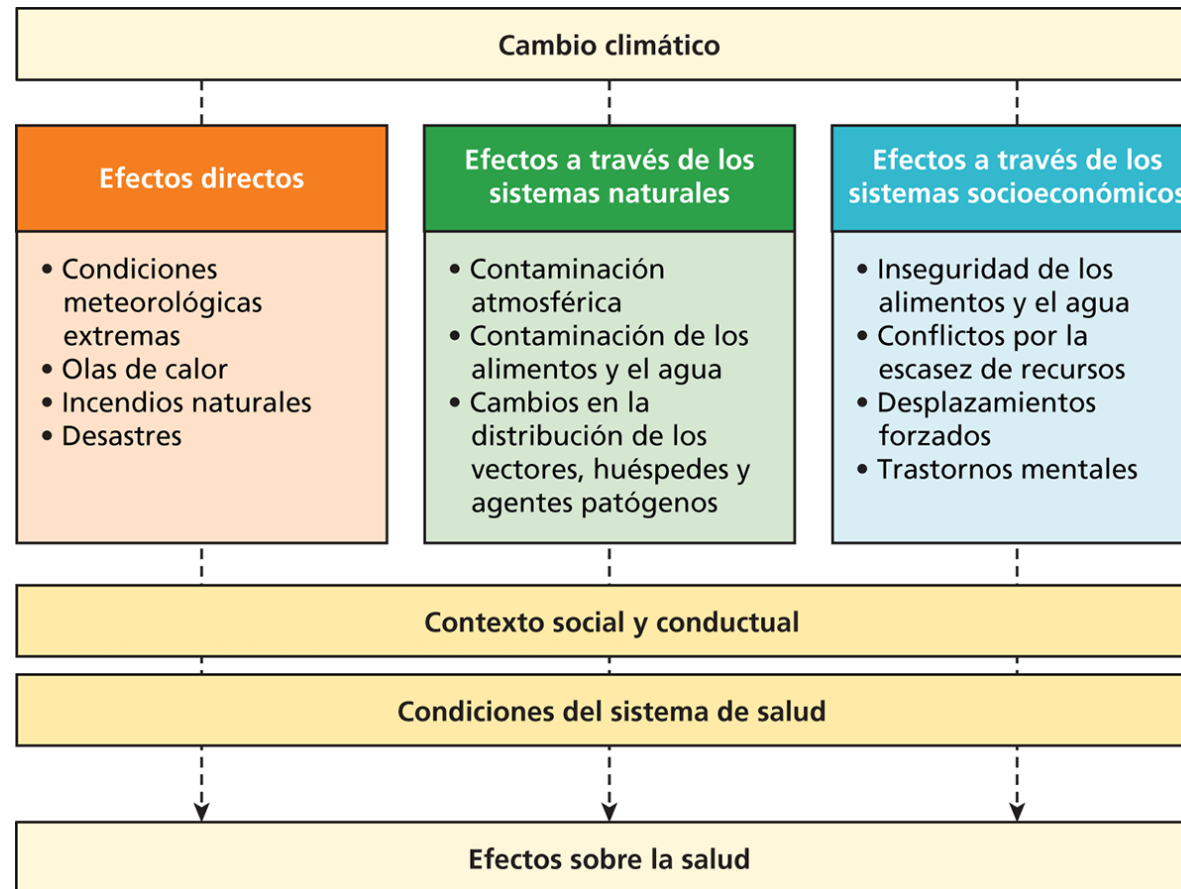 Cambio climático
Efectos directos
• Condiciones
meteorológicas
extremas
• Olas de calor
• Incendios naturales
• Desastres
Efectos a través de los
sistemas naturales
• Contaminación
atmosférica
• Contaminación de los
alimentos y el agua
• Cambios en la
distribución de los
vectores, huéspedes y
agentes patógenos
Efectos a través de los
sistemas socioeconómicos
• Inseguridad de los
alimentos y el agua
• Conflictos por la
escasez de recursos
• Desplazamientos
forzados
• Trastornos mentales
Contexto social y conductual
Condiciones del sistema de salud
Efectos sobre la salud